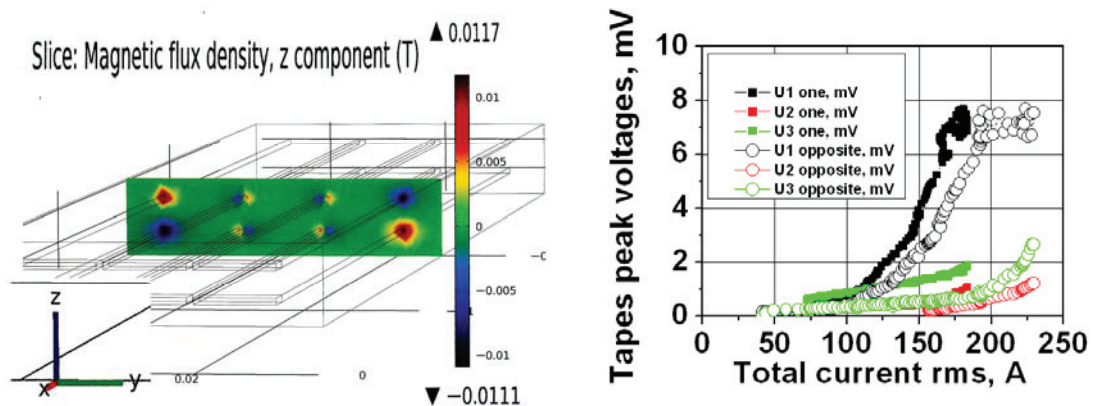 Slice: Magnetic flux density, z component (T)
▲ 0.0117
0.01
0.005
0
−0.005
−0.01
▼ −0.0111
z
x
y
0.02
0
Tapes peak voltages, mV
10
8
6
4
2
0
U1 one, mV
U2 one, mV
U3 one, mV
U1 opposite, mV
U2 opposite, mV
U3 opposite, mV
0 50 100 150 200 250
Total current rms, A